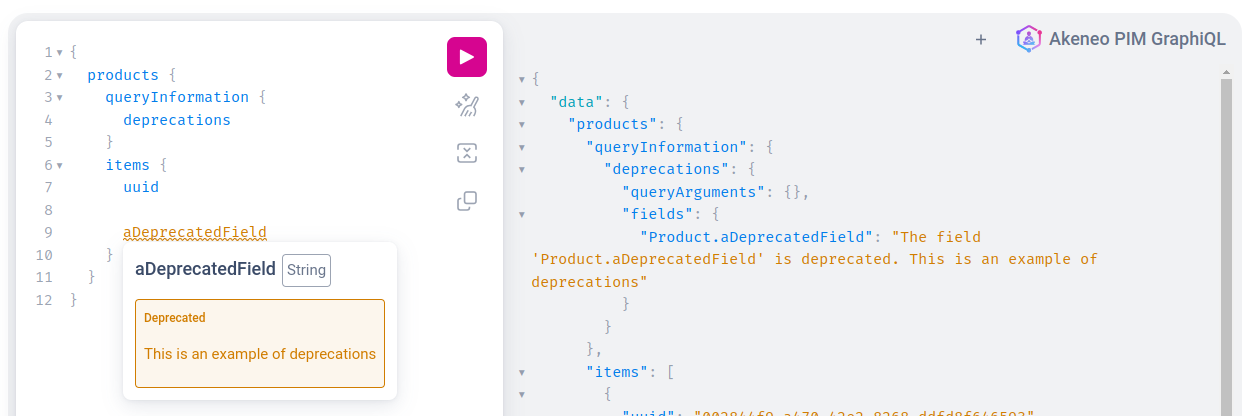 1 {
2 products {
3 queryInformation {
4 deprecations
5 }
6 items {
7 uuid
8
9 aDeprecatedField
10 }
11 }
12 }
aDeprecatedField String
Deprecated
This is an example of deprecations
+ Akeneo PIM GraphiQL
{
"data": {
"products": {
"queryInformation": {
"deprecations": {
"queryArguments": {},
"fields": {
"Product.aDeprecatedField": "The field
'Product.aDeprecatedField' is deprecated. This is an example of
deprecations"
}
}
},
"items": [
{
"uuid":